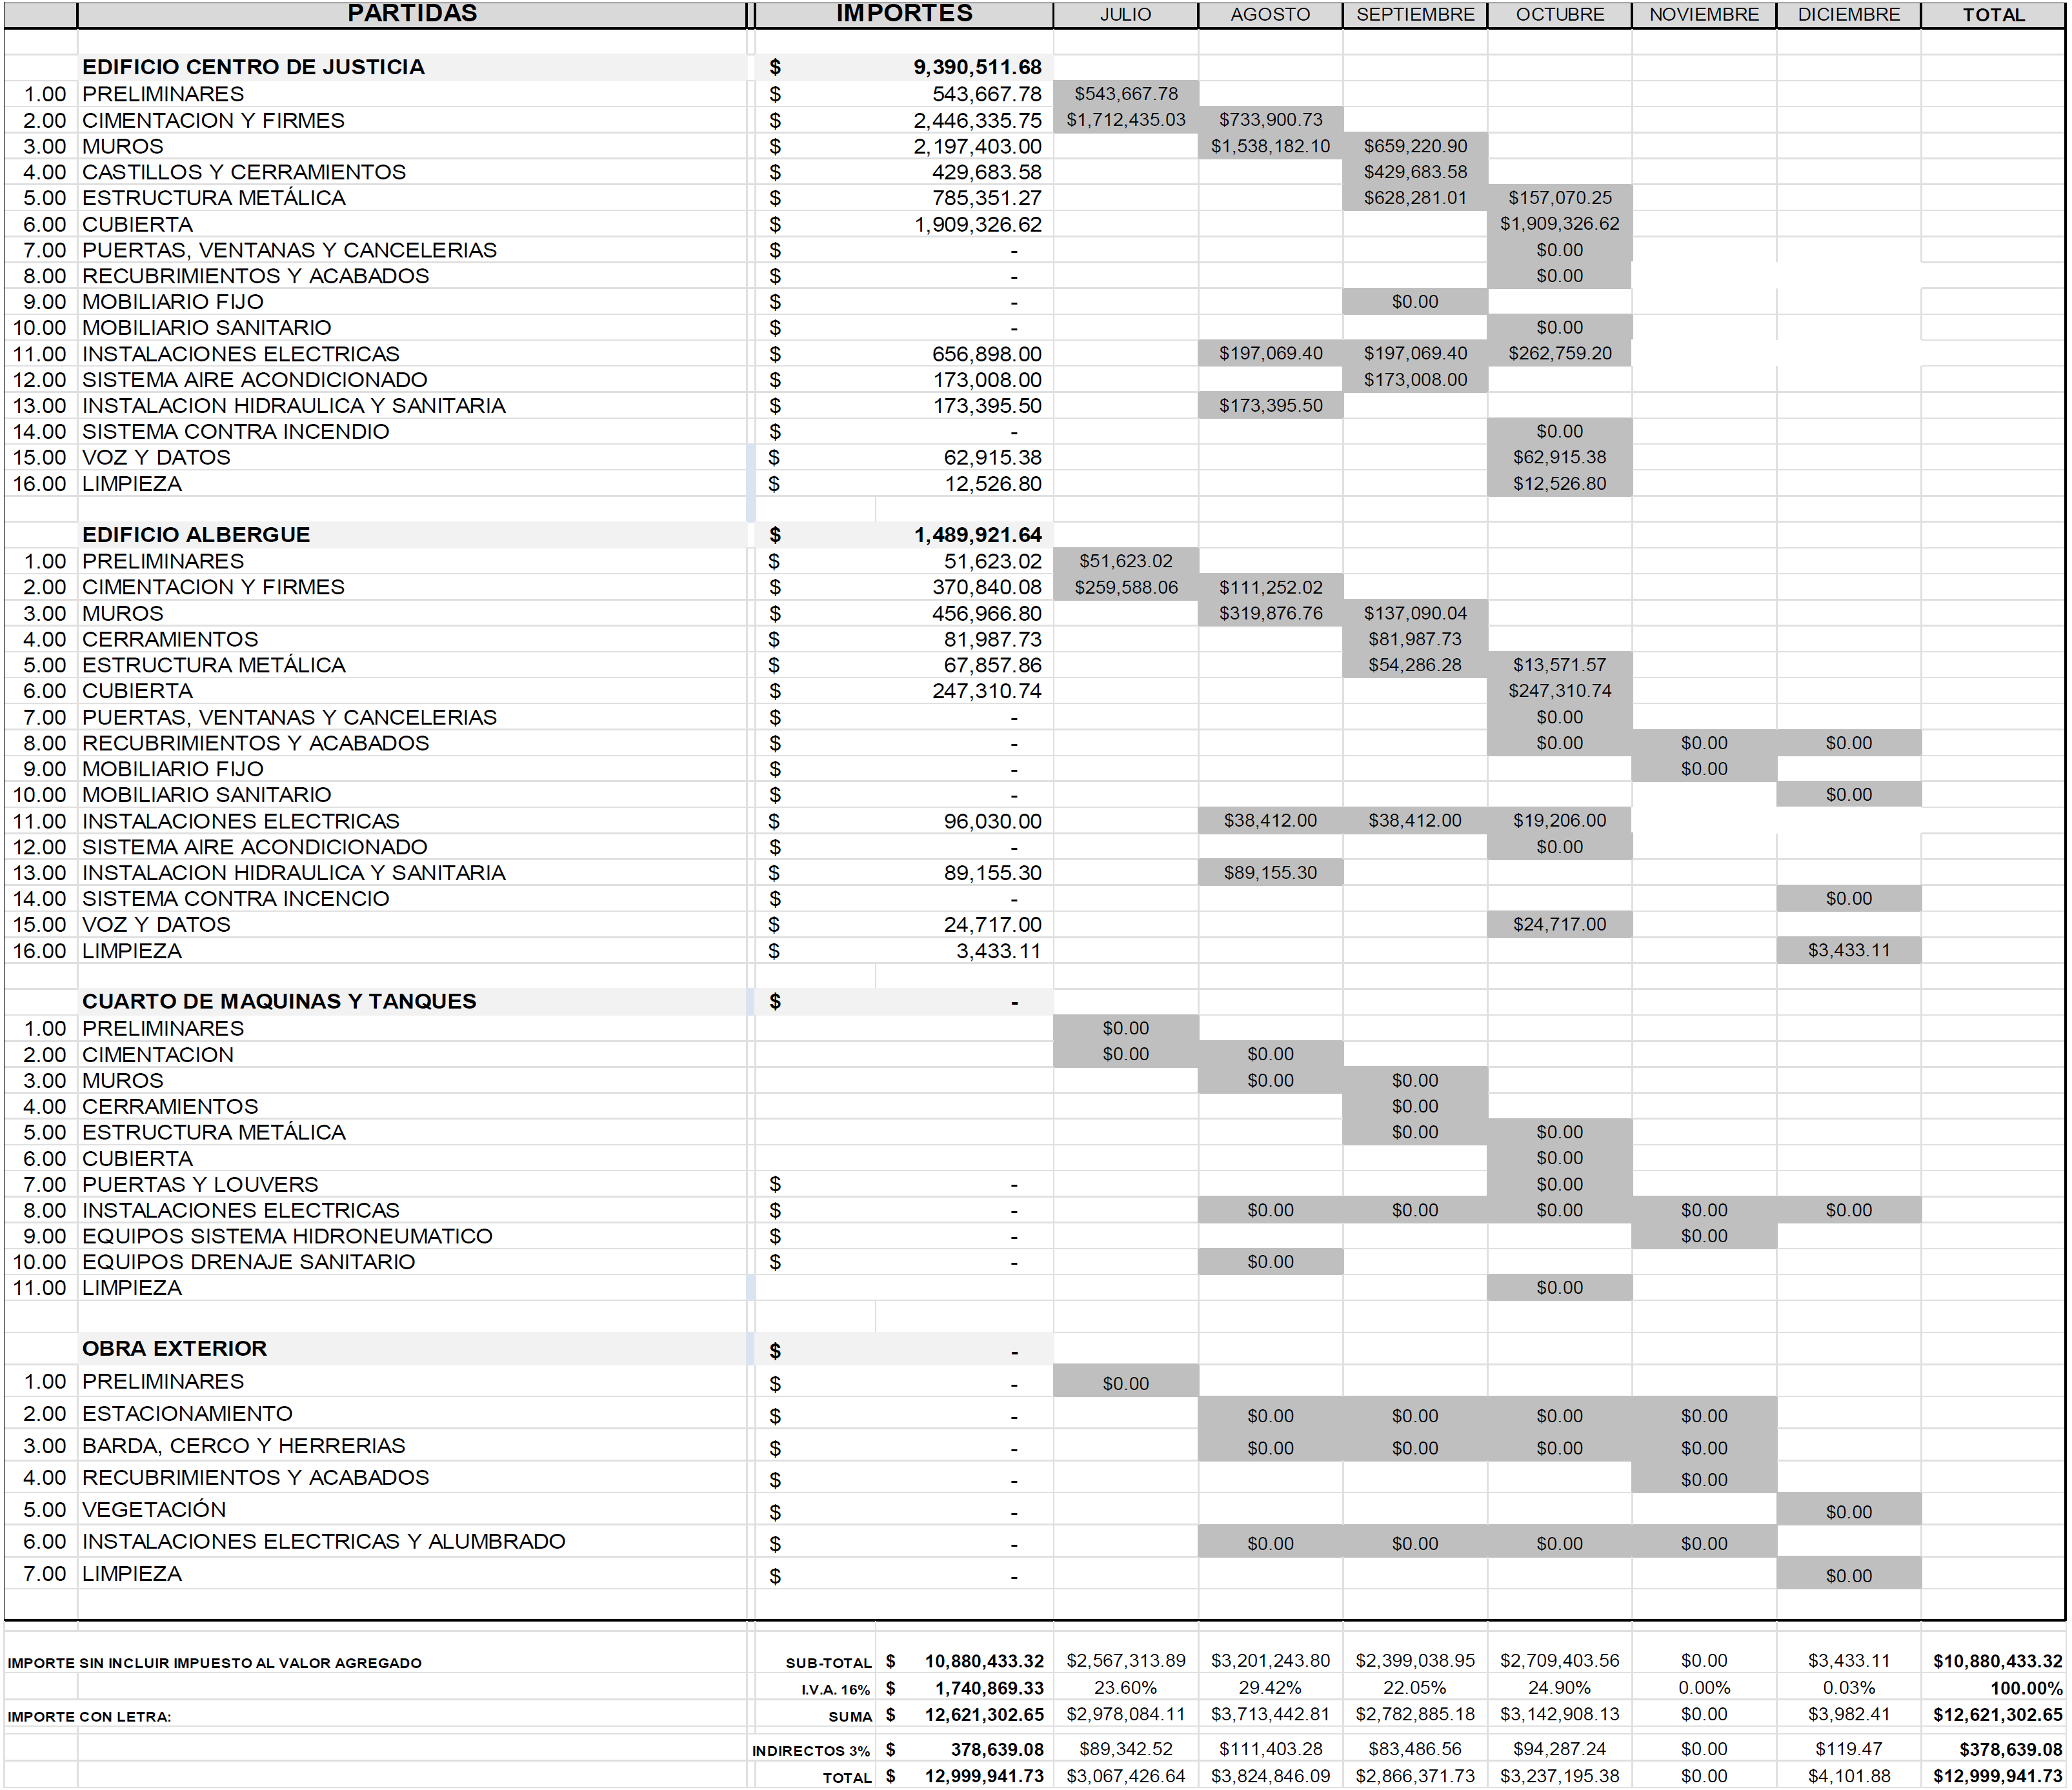 PARTIDAS IMPORTES JULIO AGOSTO SEPTIEMBRE OCTUBRE NOVIEMBRE DICIEMBRE TOTAL
EDIFICIO CENTRO DE JUSTICIA $ 9,390,511.68
1.00 PRELIMINARES $ 543,667.78 $543,667.78
2.00 CIMENTACION Y FIRMES $ 2,446,335.75 $1,712,435.03 $733,900.73
3.00 MUROS $ 2,197,403.00 $1,538,182.10 $659,220.90
4.00 CASTILLOS Y CERRAMIENTOS $ 429,683.58 $429,683.58
5.00 ESTRUCTURA METÁLICA $ 785,351.27 $628,281.01 $157,070.25
6.00 CUBIERTA $ 1,909,326.62 $1,909,326.62
7.00 PUERTAS, VENTANAS Y CANCELERIAS $ - $0.00
8.00 RECUBRIMIENTOS Y ACABADOS $ - $0.00
9.00 MOBILIARIO FIJO $ - $0.00
10.00 MOBILIARIO SANITARIO $ - $0.00
11.00 INSTALACIONES ELECTRICAS $ 656,898.00 $197,069.40 $197,069.40 $262,759.20
12.00 SISTEMA AIRE ACONDICIONADO $ 173,008.00 $173,008.00
13.00 INSTALACION HIDRAULICA Y SANITARIA $ 173,395.50 $173,395.50
14.00 SISTEMA CONTRA INCENDIO $ - $0.00
15.00 VOZ Y DATOS $ 62,915.38 $62,915.38
16.00 LIMPIEZA $ 12,526.80 $12,526.80
EDIFICIO ALBERGUE $ 1,489,921.64
1.00 PRELIMINARES $ 51,623.02 $51,623.02
2.00 CIMENTACION Y FIRMES $ 370,840.08 $259,588.06 $111,252.02
3.00 MUROS $ 456,966.80 $319,876.76 $137,090.04
4.00 CERRAMIENTOS $ 81,987.73 $81,987.73
5.00 ESTRUCTURA METÁLICA $ 67,857.86 $54,286.28 $13,571.57
6.00 CUBIERTA $ 247,310.74 $247,310.74
7.00 PUERTAS, VENTANAS Y CANCELERIAS $ - $0.00
8.00 RECUBRIMIENTOS Y ACABADOS $ - $0.00 $0.00 $0.00
9.00 MOBILIARIO FIJO $ - $0.00
10.00 MOBILIARIO SANITARIO $ - $0.00
11.00 INSTALACIONES ELECTRICAS $ 96,030.00 $38,412.00 $38,412.00 $19,206.00
12.00 SISTEMA AIRE ACONDICIONADO $ - $0.00
13.00 INSTALACION HIDRAULICA Y SANITARIA $ 89,155.30 $89,155.30
14.00 SISTEMA CONTRA INCENCIO $ - $0.00
15.00 VOZ Y DATOS $ 24,717.00 $24,717.00
16.00 LIMPIEZA $ 3,433.11 $3,433.11
CUARTO DE MAQUINAS Y TANQUES $ -
1.00 PRELIMINARES $0.00
2.00 CIMENTACION $0.00 $0.00
3.00 MUROS $0.00 $0.00
4.00 CERRAMIENTOS $0.00
5.00 ESTRUCTURA METÁLICA $0.00 $0.00
6.00 CUBIERTA $0.00
7.00 PUERTAS Y LOUVERS $ - $0.00
8.00 INSTALACIONES ELECTRICAS $ - $0.00 $0.00 $0.00 $0.00 $0.00
9.00 EQUIPOS SISTEMA HIDRONEUMATICO $ - $0.00
10.00 EQUIPOS DRENAJE SANITARIO $ - $0.00
11.00 LIMPIEZA $0.00
OBRA EXTERIOR $ -
1.00 PRELIMINARES $ - $0.00
2.00 ESTACIONAMIENTO $ - $0.00 $0.00 $0.00 $0.00
3.00 BARDA, CERCO Y HERRERIAS $ - $0.00 $0.00 $0.00 $0.00
4.00 RECUBRIMIENTOS Y ACABADOS $ - $0.00
5.00 VEGETACIÓN $ - $0.00
6.00 INSTALACIONES ELECTRICAS Y ALUMBRADO $ - $0.00 $0.00 $0.00 $0.00
7.00 LIMPIEZA $ - $0.00
IMPORTE SIN INCLUIR IMPUESTO AL VALOR AGREGADO SUB-TOTAL $ 10,880,433.32 $2,567,313.89 $3,201,243.80 $2,399,038.95 $2,709,403.56 $0.00 $3,433.11 $10,880,433.32
I.V.A. 16% $ 1,740,869.33 23.60% 29.42% 22.05% 24.90% 0.00% 0.03% 100.00%
IMPORTE CON LETRA: SUMA $ 12,621,302.65 $2,978,084.11 $3,713,442.81 $2,782,885.18 $3,142,908.13 $0.00 $3,982.41 $12,621,302.65
INDIRECTOS 3% $ 378,639.08 $89,342.52 $111,403.28 $83,486.56 $94,287.24 $0.00 $119.47 $378,639.08
TOTAL $ 12,999,941.73 $3,067,426.64 $3,824,846.09 $2,866,371.73 $3,237,195.38 $0.00 $4,101.88 $12,999,941.73